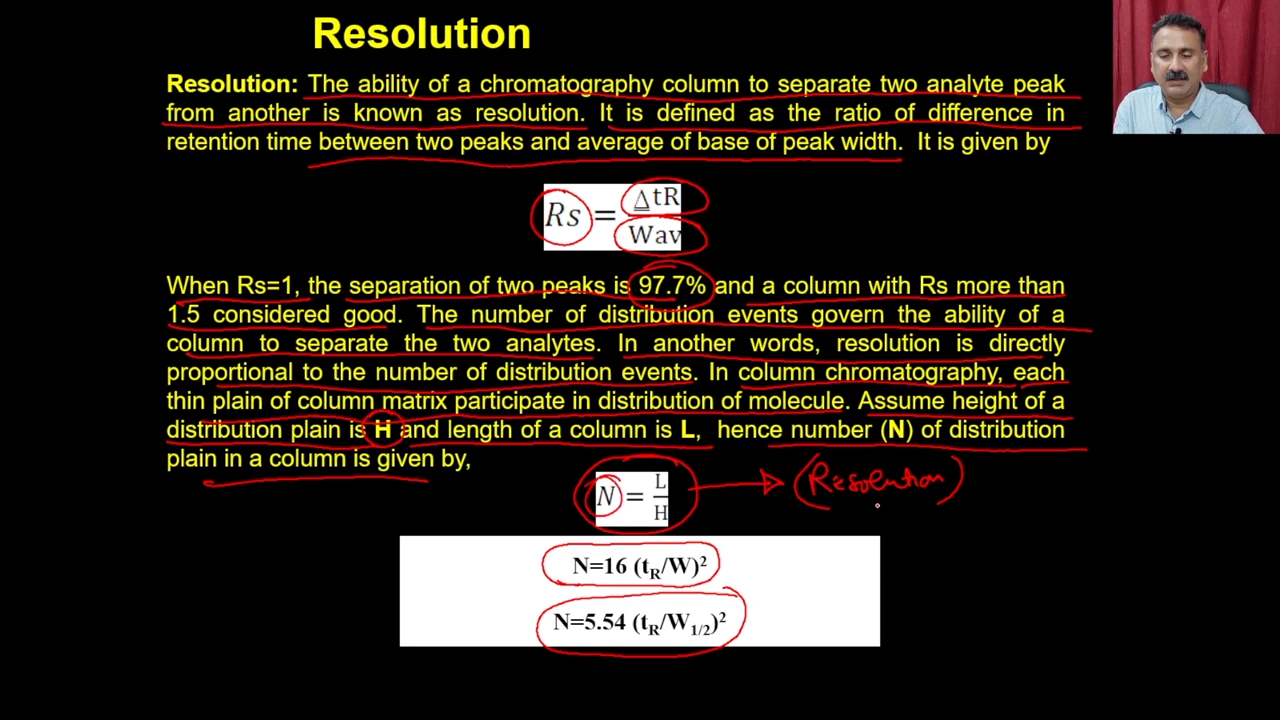 Resolution
Resolution: The ability of a chromatography column to separate two analyte peak
from another is known as resolution. It is defined as the ratio of difference in
retention time between two peaks and average of base of peak width. It is given by
Rs = ΔtR / Wav
When Rs=1, the separation of two peaks is 97.7% and a column with Rs more than
1.5 considered good. The number of distribution events govern the ability of a
column to separate the two analytes. In another words, resolution is directly
proportional to the number of distribution events. In column chromatography, each
thin plain of column matrix participate in distribution of molecule. Assume height of a
distribution plain is H and length of a column is L, hence number (N) of distribution
plain in a column is given by,
N = L / H (Resolution)
N=16 (tR/W)²
N=5.54 (tR/W1/2)²